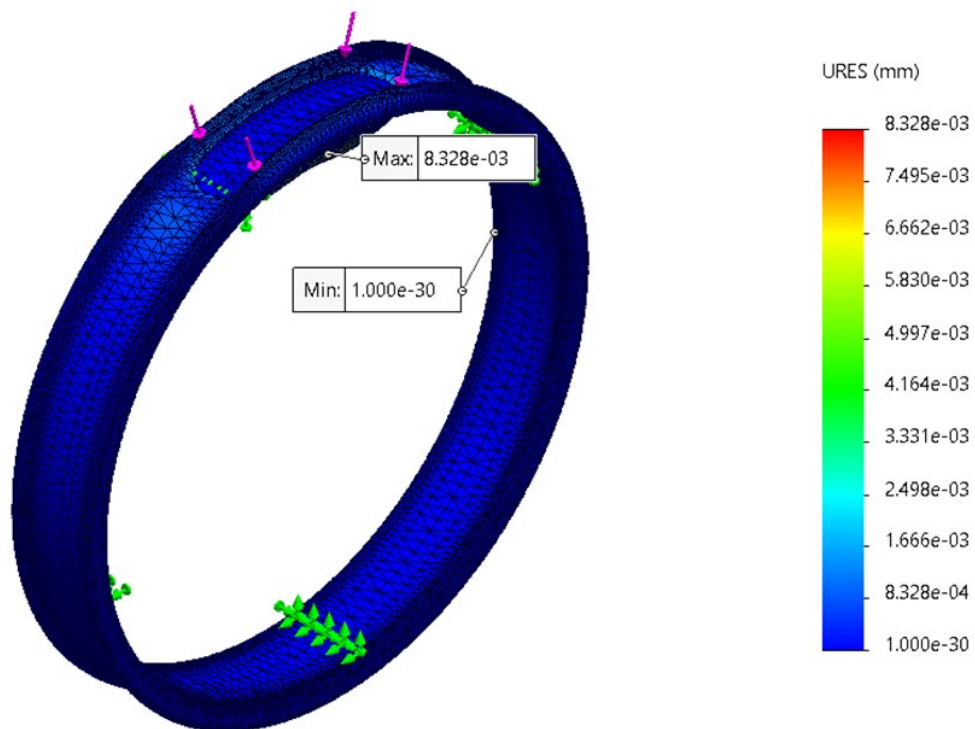 URES (mm)
8.328e-03
7.495e-03
6.662e-03
5.830e-03
4.997e-03
4.164e-03
3.331e-03
2.498e-03
1.666e-03
8.328e-04
1.000e-30
Max: 8.328e-03
Min: 1.000e-30